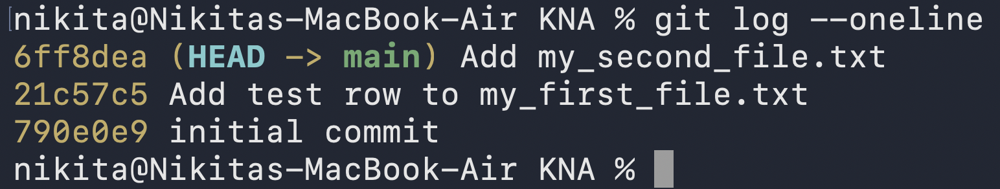 [nikita@Nikitas-MacBook-Air KNA % git log --oneline
6ff8dea (HEAD -> main) Add my_second_file.txt
21c57c5 Add test row to my_first_file.txt
790e0e9 initial commit
nikita@Nikitas-MacBook-Air KNA %